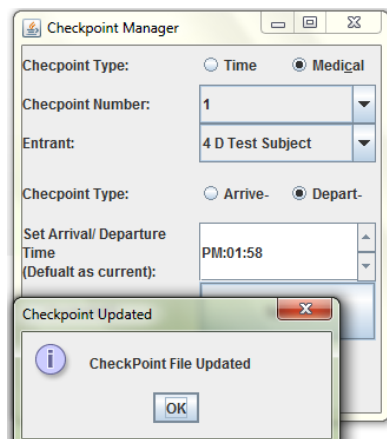 Checkpoint Manager
Checpoint Type: Time Medical
Checpoint Number: 1
Entrant: 4 D Test Subject
Checpoint Type: Arrive- Depart-
Set Arrival/ Departure
Time
(Defualt as current):
PM:01:58
Checkpoint Updated
CheckPoint File Updated
OK